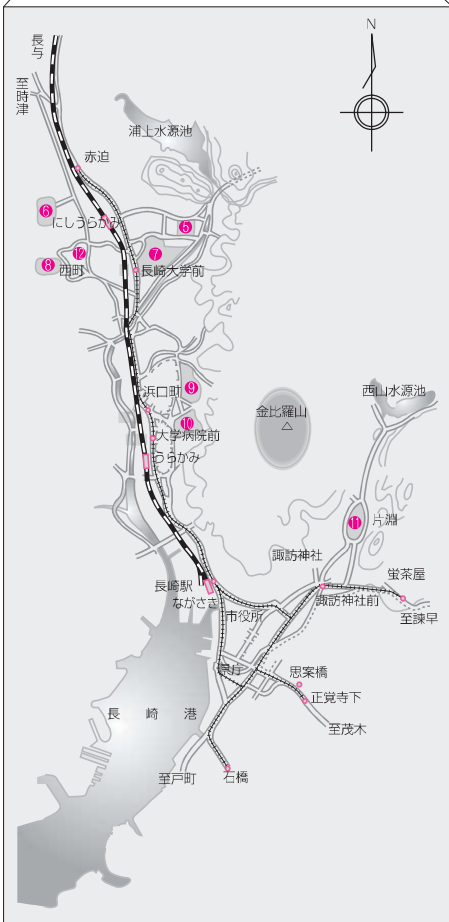 N
長与
至時津
浦上水源池
赤迫
6
にしうらかみ
5
12
7
8
西町
長崎大学前
浜口町
9
西山水源池
金比羅山
10
大学病院前
うらかみ
11
片淵
諏訪神社
蛍茶屋
長崎駅
ながさき
諏訪神社前
市役所
至諫早
県庁
思案橋
正覚寺下
長崎港
至茂木
至戸町
石橋